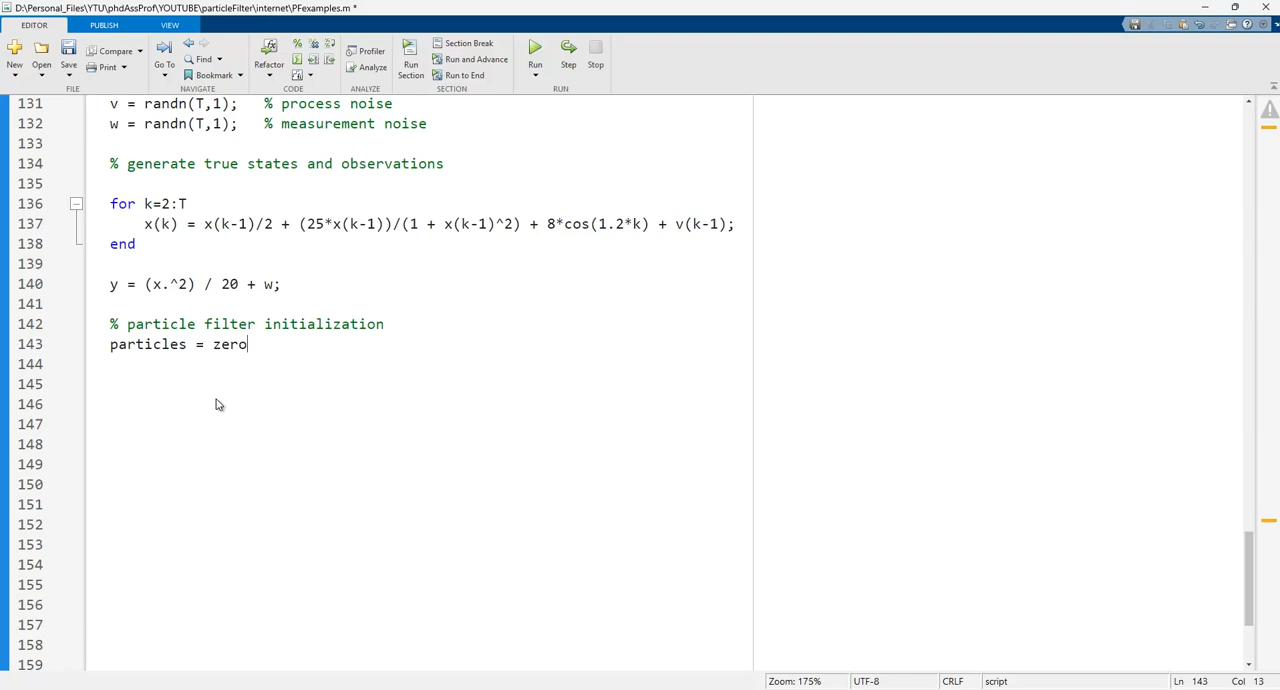 D:\Personal_Files\YTU\phdAssProf\YOUTUBE\particleFilter\internet\PFexamples.m *
EDITOR PUBLISH VIEW
New Open Save Compare Print Go To Find Bookmark Refactor Profiler Analyze Run Section Section Break Run and Advance Run to End Run Step Stop
FILE NAVIGATE CODE ANALYZE SECTION RUN
131 v = randn(T,1); % process noise
132 w = randn(T,1); % measurement noise
133
134 % generate true states and observations
135
136 for k=2:T
137 x(k) = x(k-1)/2 + (25*x(k-1))/(1 + x(k-1)^2) + 8*cos(1.2*k) + v(k-1);
138 end
139
140 y = (x.^2) / 20 + w;
141
142 % particle filter initialization
143 particles = zero
144
145
146
147
148
149
150
151
152
153
154
155
156
157
158
159
Zoom: 175% UTF-8 CRLF script Ln 143 Col 13